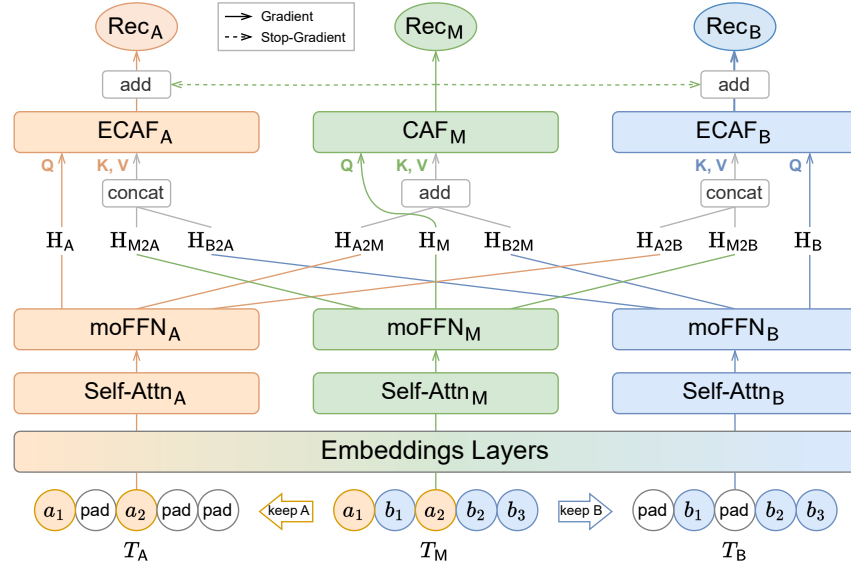 Rec_A Gradient Stop-Gradient Rec_M Rec_B
add add
ECAF_A CAF_M ECAF_B
Q K, V Q K, V K, V Q
concat add concat
H_A H_M2A H_B2A H_A2M H_M H_B2M H_A2B H_M2B H_B
moFFN_A moFFN_M moFFN_B
Self-Attn_A Self-Attn_M Self-Attn_B
Embeddings Layers
a_1 pad a_2 pad pad keep A a_1 b_1 a_2 b_2 b_3 keep B pad b_1 pad b_2 b_3
T_A T_M T_B